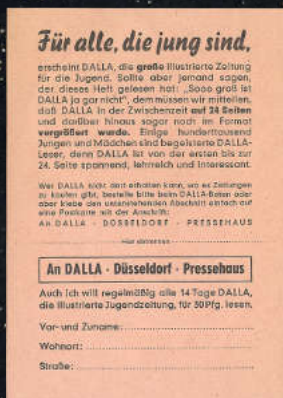 Für alle, die jung sind,
erscheint DALLA, die große illustrierte Zeitung
für die Jugend. Sollte aber jemand sagen,
der dieses Heft gelesen hat: „Sooo groß ist
DALLA ja gar nicht", dem müssen wir mitteilen,
daß DALLA in der Zwischenzeit auf 24 Seiten
und darüber hinaus sogar noch im Format
vergrößert wurde. Einige hunderttausend
Jungen und Mädchen sind begeisterte DALLA-
Leser, denn DALLA ist von der ersten bis zur
24. Seite spannend, lehrreich und interessant.
Wer DALLA nicht dort erhalten kann, wo es Zeitungen
zu kaufen gibt, bestelle bitte beim DALLA-Boten oder
aber klebe den untenstehenden Abschnitt einfach auf
eine Postkarte mit der Anschrift:
AN DALLA · DÜSSELDORF · PRESSEHAUS
Hier abtrennen
An DALLA · Düsseldorf · Pressehaus
Auch ich will regelmäßig alle 14 Tage DALLA,
die illustrierte Jugendzeitung, für 30 Pfg. lesen.
Vor- und Zuname:
Wohnort:
Straße: